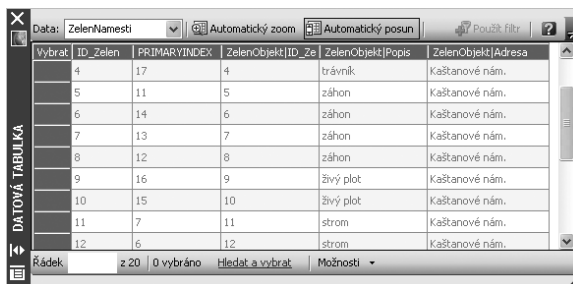 Data: ZelenNamesti Automatický zoom Automatický posun Použít filtr
Vybrat ID_Zelen PRIMARYINDEX ZelenObjekt|ID_Ze ZelenObjekt|Popis ZelenObjekt|Adresa
4 17 4 trávník Kaštanové nám.
5 11 5 záhon Kaštanové nám.
6 14 6 záhon Kaštanové nám.
7 13 7 záhon Kaštanové nám.
8 12 8 záhon Kaštanové nám.
9 16 9 živý plot Kaštanové nám.
10 15 10 živý plot Kaštanové nám.
11 7 11 strom Kaštanové nám.
12 6 12 strom Kaštanové nám.
Řádek z 20 0 vybráno Hledat a vybrat Možnosti
DATOVÁ TABULKA